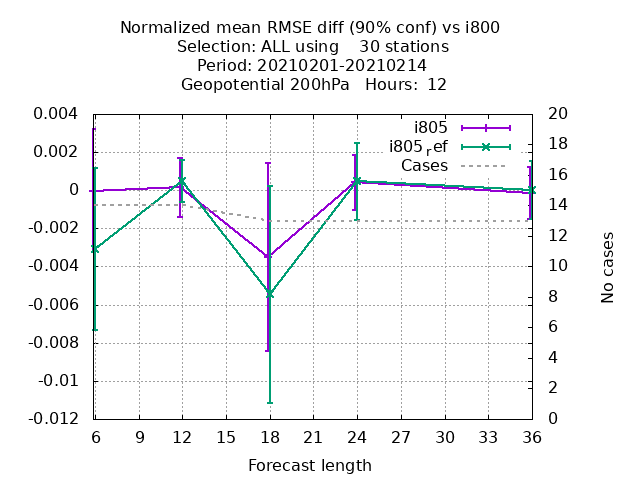 Normalized mean RMSE diff (90% conf) vs i800
Selection: ALL using    30 stations
Period: 20210201-20210214
Geopotential 200hPa   Hours:  12
0.004
0.002
0
-0.002
-0.004
-0.006
-0.008
-0.01
-0.012
i805
i805ref
Cases
20
18
16
14
12
10
8
6
4
2
0
No cases
6 9 12 15 18 21 24 27 30 33 36
Forecast length